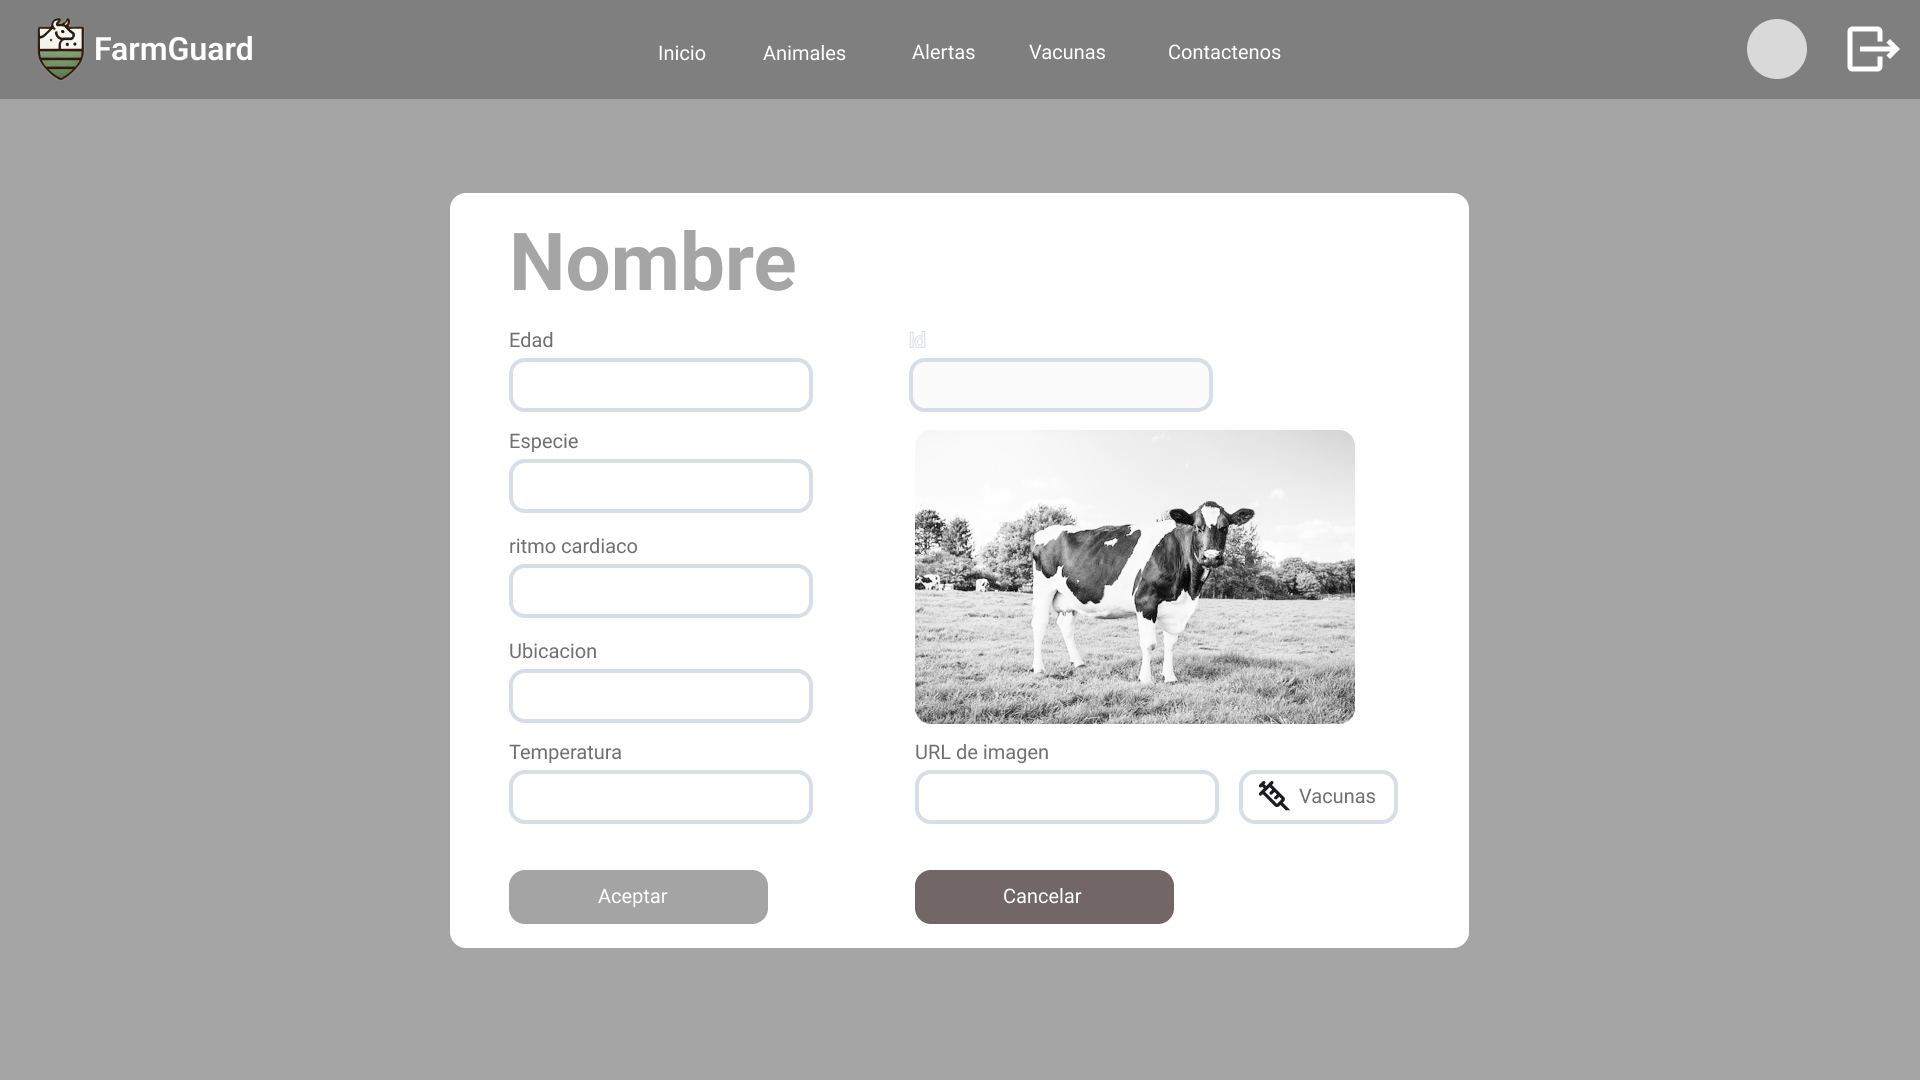 FarmGuard
Inicio
Animales
Alertas
Vacunas
Contactenos
Nombre
Edad
Id
Especie
ritmo cardiaco
Ubicacion
Temperatura
URL de imagen
Vacunas
Aceptar
Cancelar